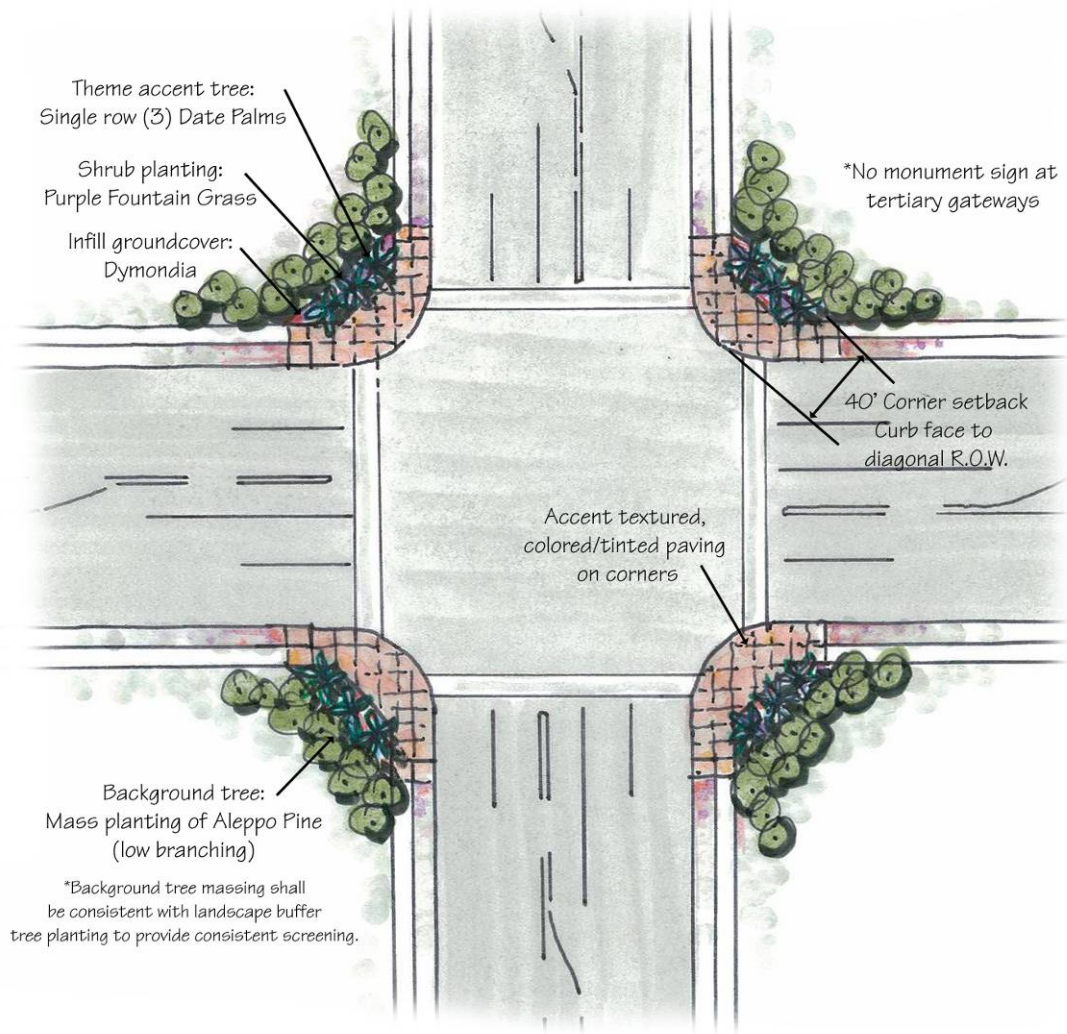 Theme accent tree:
Single row (3) Date Palms
Shrub planting:
Purple Fountain Grass
Infill groundcover:
Dymondia
*No monument sign at
tertiary gateways
40' Corner setback
Curb face to
diagonal R.O.W.
Accent textured,
colored/tinted paving
on corners
Background tree:
Mass planting of Aleppo Pine
(low branching)
*Background tree massing shall
be consistent with landscape buffer
tree planting to provide consistent screening.